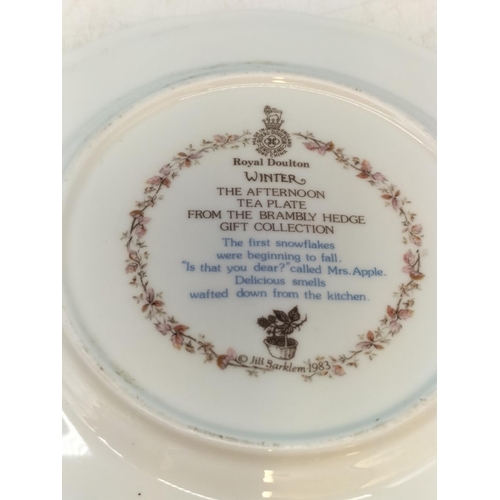 Royal Doulton
WINTER
THE AFTERNOON
TEA PLATE
FROM THE BRAMBLY HEDGE
GIFT COLLECTION
The first snowflakes
were beginning to fall.
"Is that you dear?" called Mrs. Apple.
Delicious smells
wafted down from the kitchen.
© Jill Barklem 1983